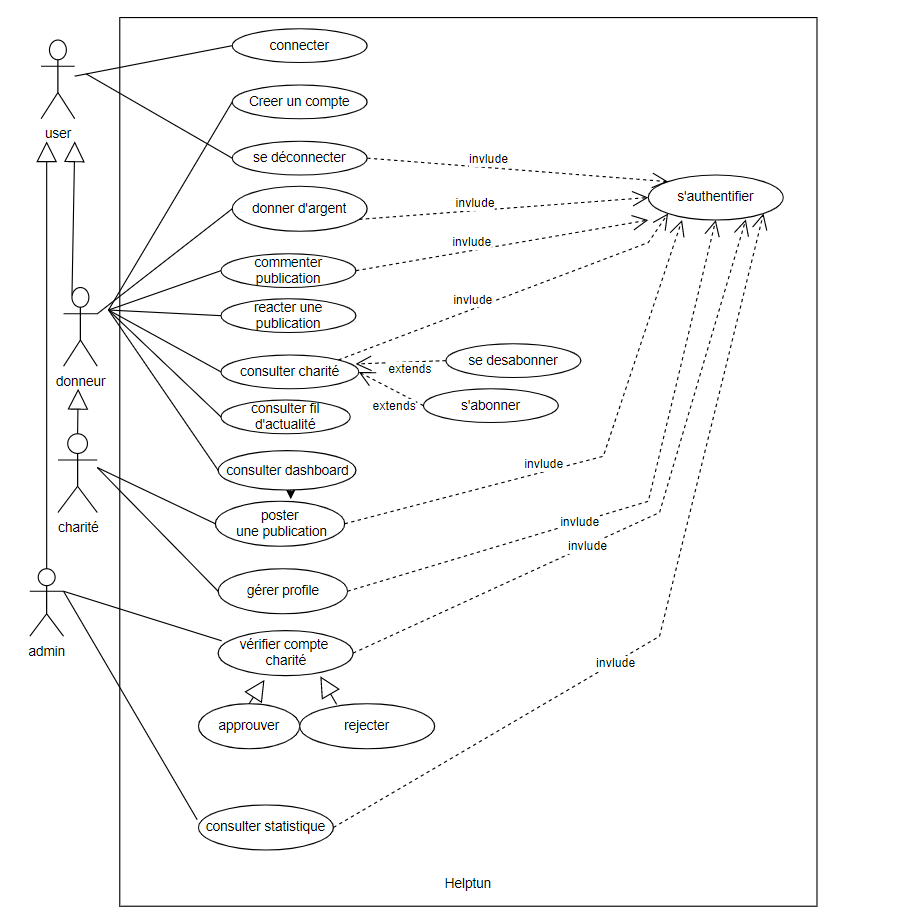 connecter
user
Creer un compte
se déconnecter
invlude
donner d'argent
invlude
s'authentifier
commenter
publication
invlude
reacter une
publication
invlude
donneur
consulter charité
extends
se desabonner
consulter fil
d'actualité
extends
s'abonner
consulter dashboard
invlude
charité
poster
une publication
invlude
invlude
gérer profile
admin
vérifier compte
charité
invlude
approuver
rejecter
consulter statistique
Helptun